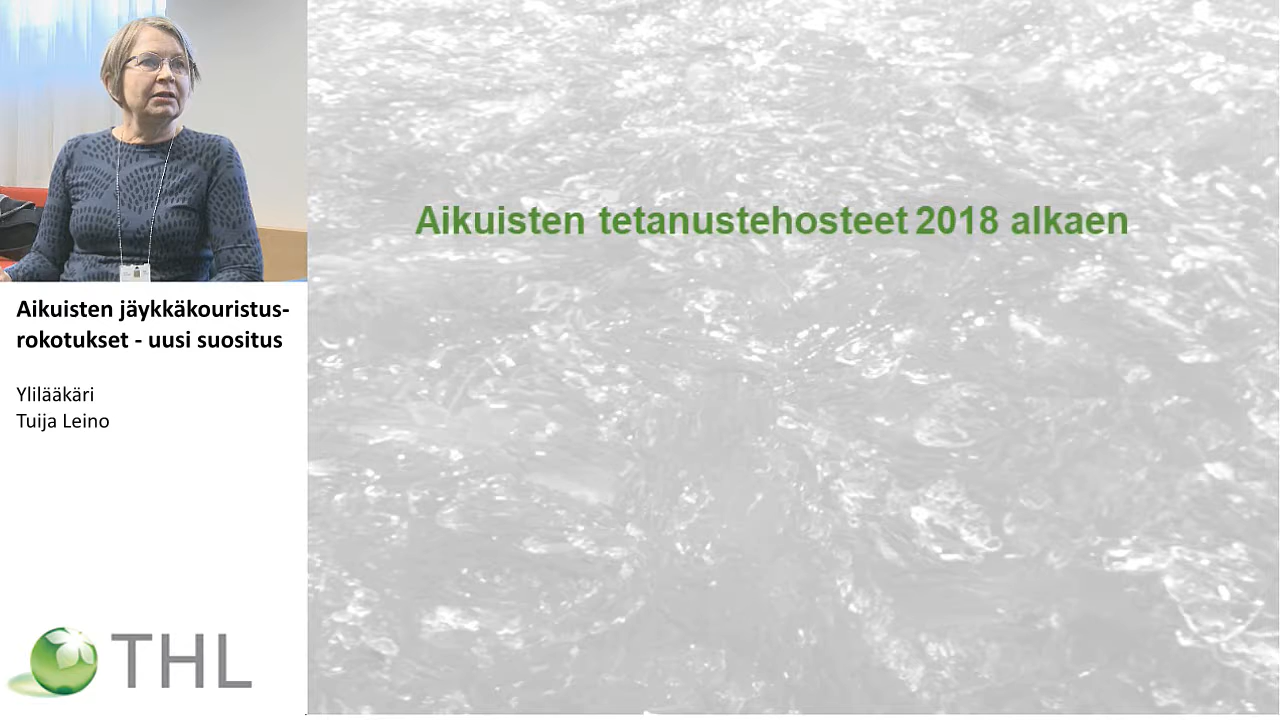 Aikuisten tetanustehosteet 2018 alkaen
Aikuisten jäykkäkouristus-
rokotukset - uusi suositus
Ylilääkäri
Tuija Leino
THL